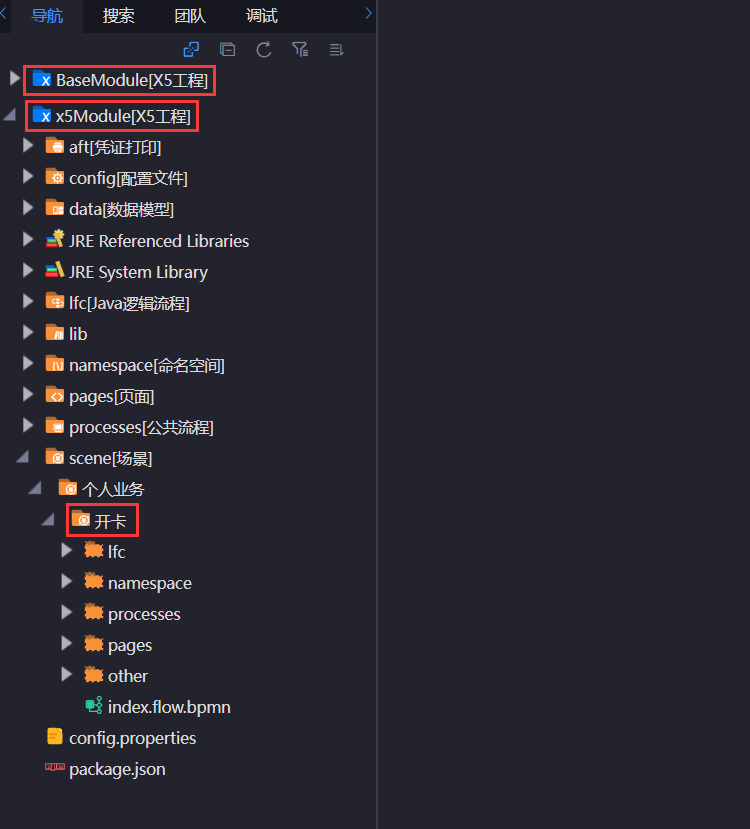 导航 搜索 团队 调试
BaseModule[X5工程]
x5Module[X5工程]
aft[凭证打印]
config[配置文件]
data[数据模型]
JRE Referenced Libraries
JRE System Library
lfc[Java逻辑流程]
lib
namespace[命名空间]
pages[页面]
processes[公共流程]
scene[场景]
个人业务
开卡
lfc
namespace
processes
pages
other
index.flow.bpmn
config.properties
package.json